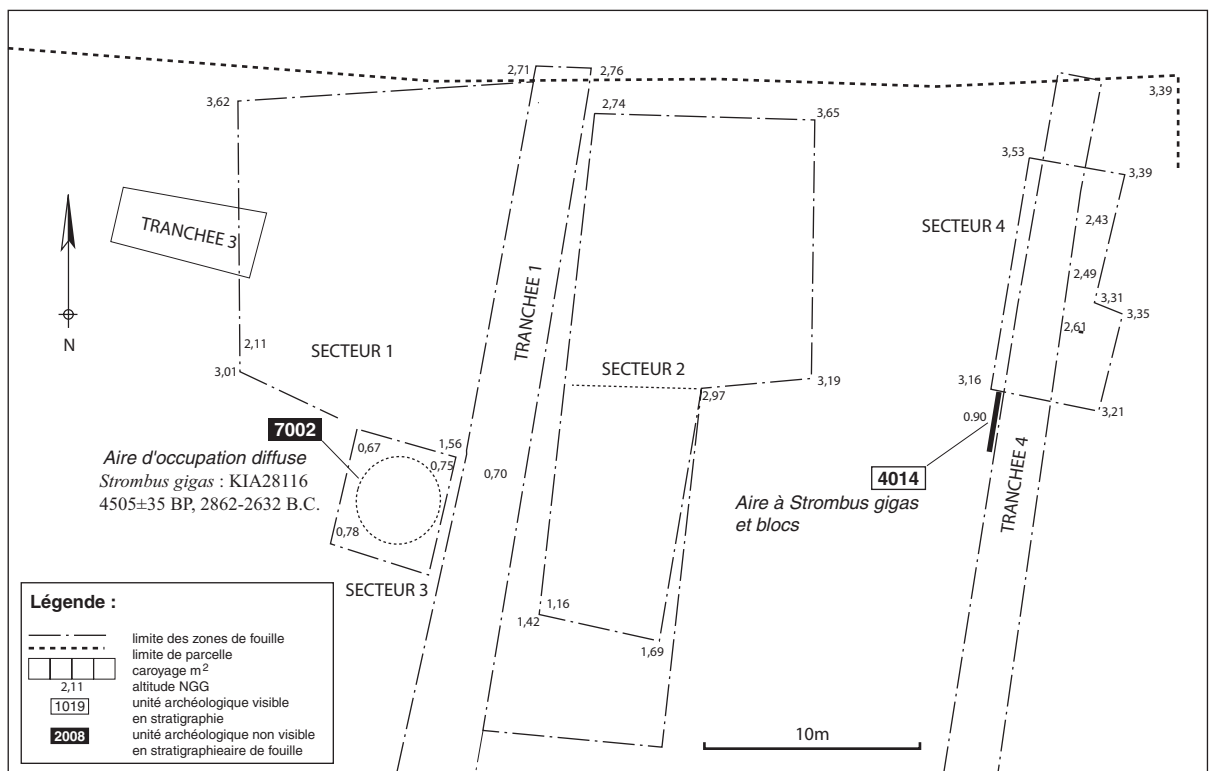 2,71
2,76
3,62
2,74
3,65
3,39
3,53
3,39
TRANCHEE 3
SECTEUR 4
2,43
TRANCHEE 1
2,49
3,31
3,35
N
2,11
SECTEUR 1
2,61
3,01
SECTEUR 2
3,19
2,97
3,16
3,21
0.90
7002
0,67
1,56
0,75
Aire d'occupation diffuse
Strombus gigas : KIA28116
4505±35 BP, 2862-2632 B.C.
0,70
4014
Aire à Strombus gigas
et blocs
TRANCHEE 4
0,78
SECTEUR 3
1,16
1,42
1,69
Légende :
limite des zones de fouille
limite de parcelle
caroyage m²
2,11
altitude NGG
1019
unité archéologique visible
en stratigraphie
2008
unité archéologique non visible
en stratigraphieaire de fouille
10m